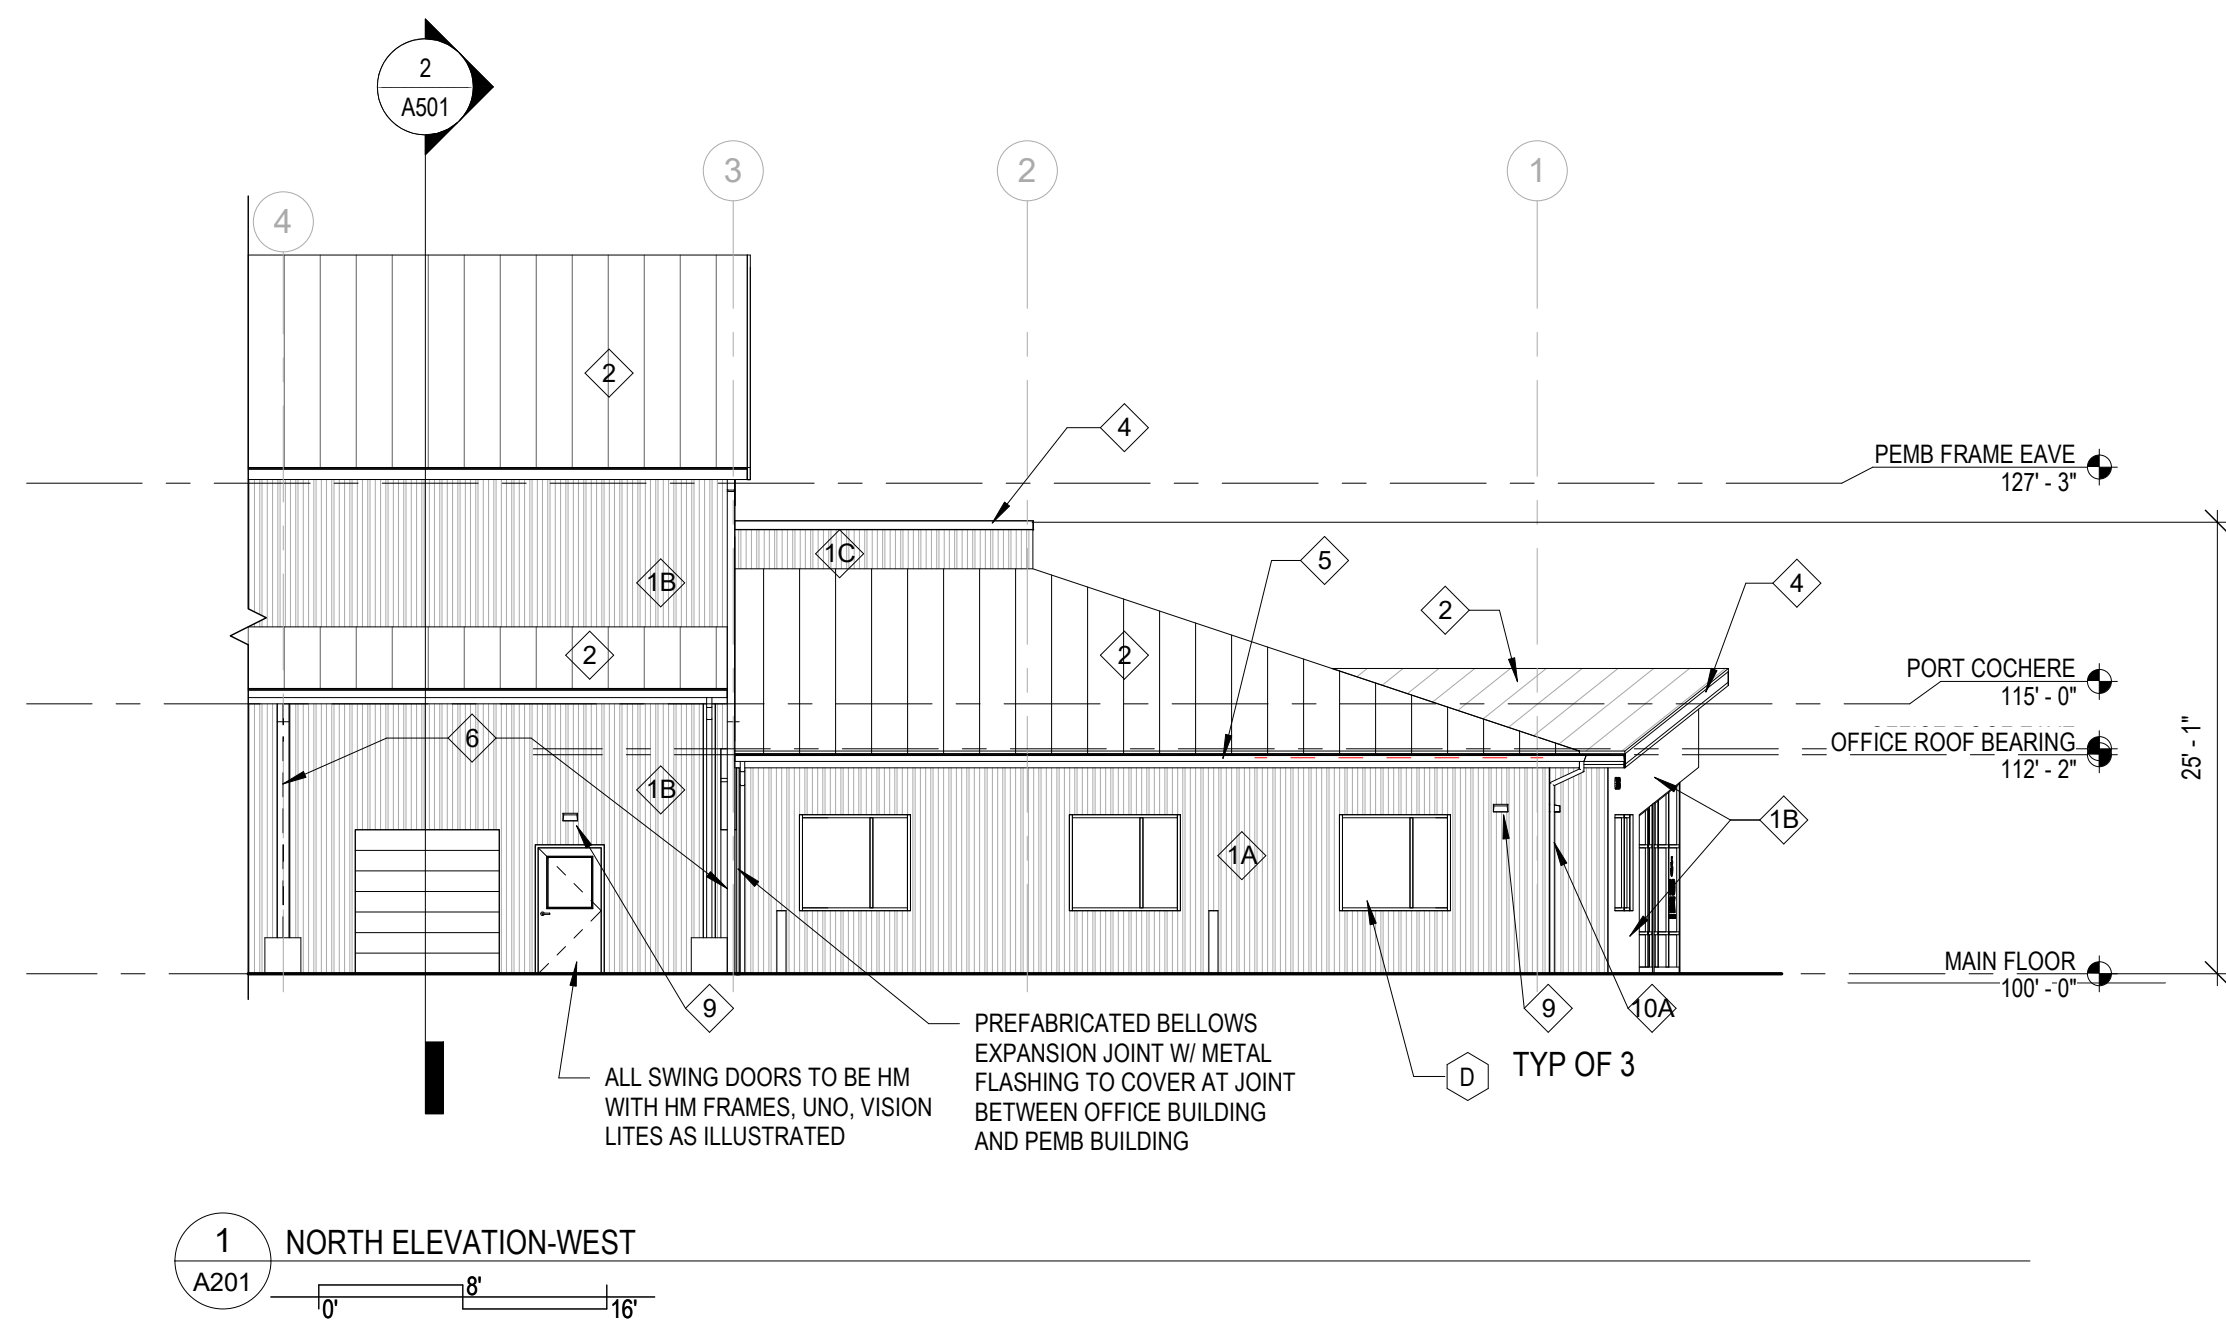 2
A501
3
2
1
4
2
4
PEMB FRAME EAVE
127' - 3"
1C
5
1B
4
2
2
2
PORT COCHERE
115' - 0"
6
OFFICE ROOF BEARING
112' - 2"
25' - 1"
1B
1B
1A
MAIN FLOOR
100' - 0"
9
9
10A
PREFABRICATED BELLOWS
EXPANSION JOINT W/ METAL
FLASHING TO COVER AT JOINT
BETWEEN OFFICE BUILDING
AND PEMB BUILDING
D
TYP OF 3
ALL SWING DOORS TO BE HM
WITH HM FRAMES, UNO, VISION
LITES AS ILLUSTRATED
1
A201
NORTH ELEVATION-WEST
0'
8'
16'